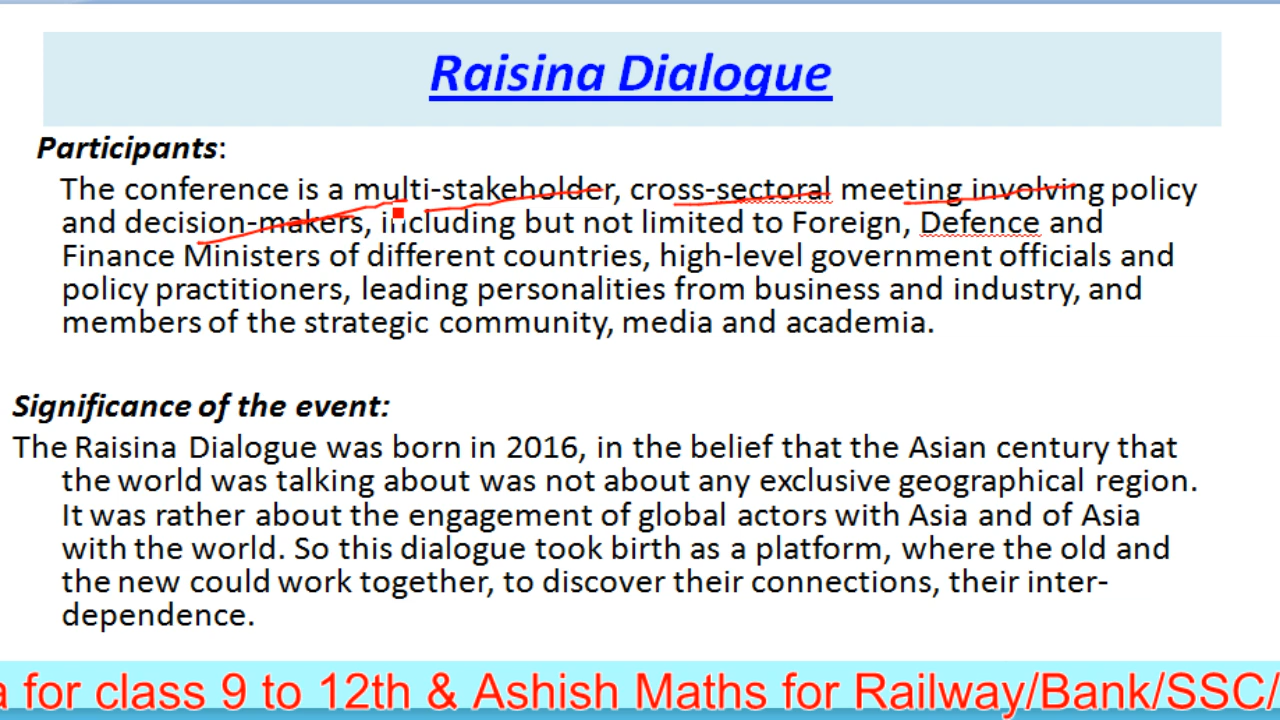 Raisina Dialogue
Participants:
The conference is a multi-stakeholder, cross-sectoral meeting involving policy
and decision-makers, including but not limited to Foreign, Defence and
Finance Ministers of different countries, high-level government officials and
policy practitioners, leading personalities from business and industry, and
members of the strategic community, media and academia.
Significance of the event:
The Raisina Dialogue was born in 2016, in the belief that the Asian century that
the world was talking about was not about any exclusive geographical region.
It was rather about the engagement of global actors with Asia and of Asia
with the world. So this dialogue took birth as a platform, where the old and
the new could work together, to discover their connections, their inter-
dependence.
a for class 9 to 12th & Ashish Maths for Railway/Bank/SSC/